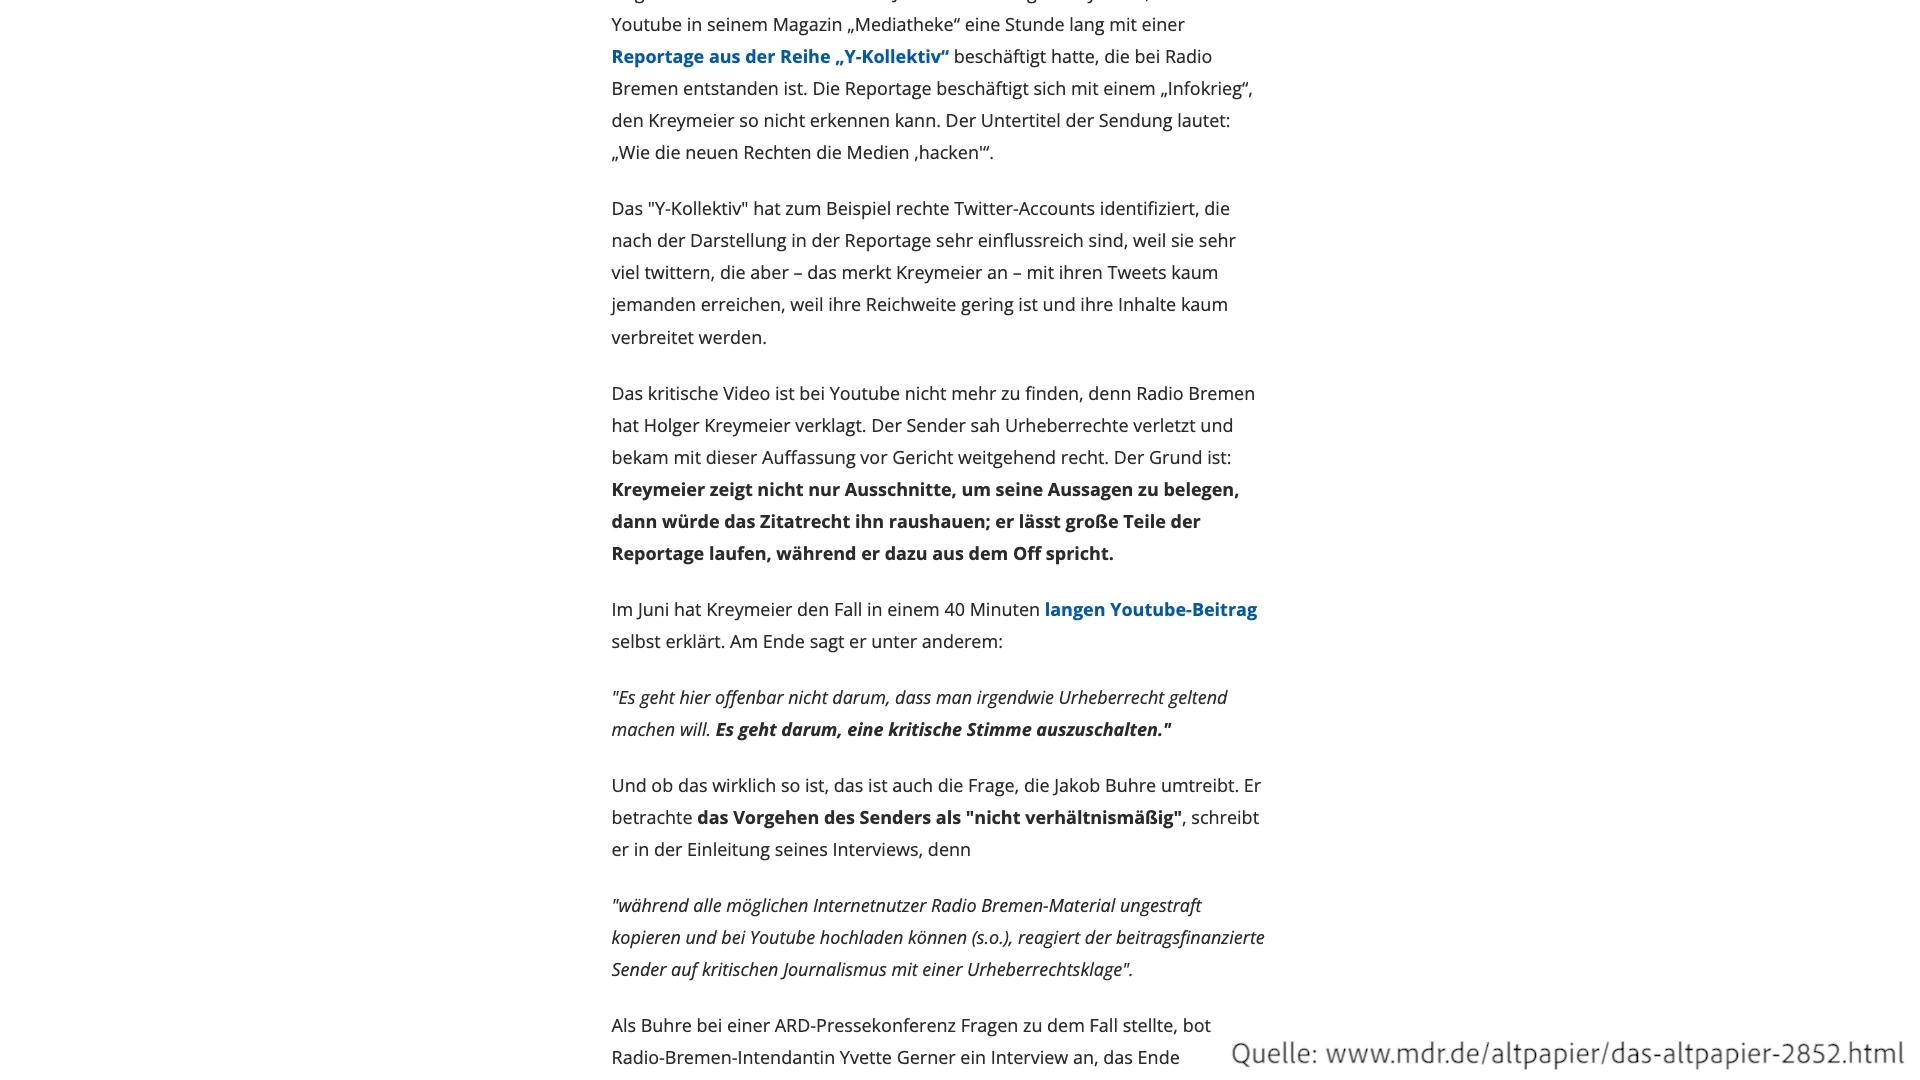 Youtube in seinem Magazin „Mediatheke“ eine Stunde lang mit einer
Reportage aus der Reihe „Y-Kollektiv“ beschäftigt hatte, die bei Radio
Bremen entstanden ist. Die Reportage beschäftigt sich mit einem „Infokrieg“,
den Kreymeier so nicht erkennen kann. Der Untertitel der Sendung lautet:
„Wie die neuen Rechten die Medien ‚hacken'“.
Das "Y-Kollektiv" hat zum Beispiel rechte Twitter-Accounts identifiziert, die
nach der Darstellung in der Reportage sehr einflussreich sind, weil sie sehr
viel twittern, die aber – das merkt Kreymeier an – mit ihren Tweets kaum
jemanden erreichen, weil ihre Reichweite gering ist und ihre Inhalte kaum
verbreitet werden.
Das kritische Video ist bei Youtube nicht mehr zu finden, denn Radio Bremen
hat Holger Kreymeier verklagt. Der Sender sah Urheberrechte verletzt und
bekam mit dieser Auffassung vor Gericht weitgehend recht. Der Grund ist:
Kreymeier zeigt nicht nur Ausschnitte, um seine Aussagen zu belegen,
dann würde das Zitatrecht ihn raushauen; er lässt große Teile der
Reportage laufen, während er dazu aus dem Off spricht.
Im Juni hat Kreymeier den Fall in einem 40 Minuten langen Youtube-Beitrag
selbst erklärt. Am Ende sagt er unter anderem:
"Es geht hier offenbar nicht darum, dass man irgendwie Urheberrecht geltend
machen will. Es geht darum, eine kritische Stimme auszuschalten."
Und ob das wirklich so ist, das ist auch die Frage, die Jakob Buhre umtreibt. Er
betrachte das Vorgehen des Senders als "nicht verhältnismäßig", schreibt
er in der Einleitung seines Interviews, denn
"während alle möglichen Internetnutzer Radio Bremen-Material ungestraft
kopieren und bei Youtube hochladen können (s.o.), reagiert der beitragsfinanzierte
Sender auf kritischen Journalismus mit einer Urheberrechtsklage".
Als Buhre bei einer ARD-Pressekonferenz Fragen zu dem Fall stellte, bot
Radio-Bremen-Intendantin Yvette Gerner ein Interview an, das Ende
Quelle: www.mdr.de/altpapier/das-altpapier-2852.html